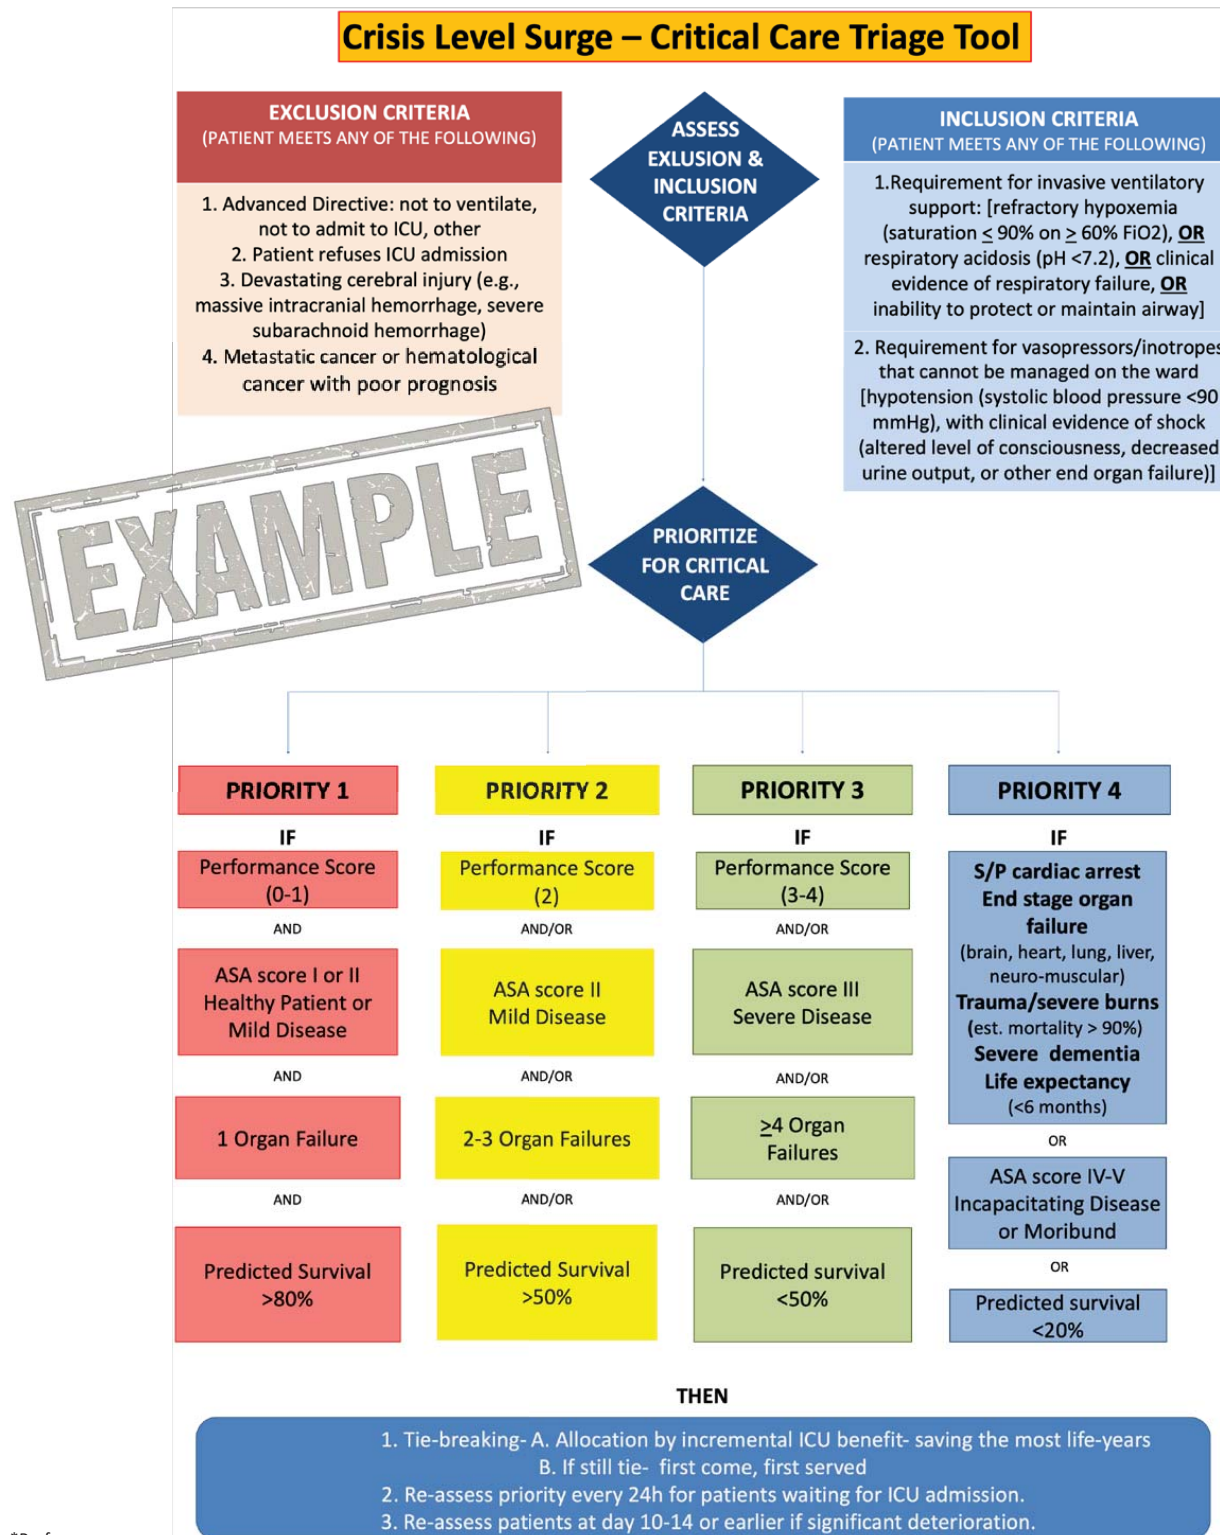 Crisis Level Surge – Critical Care Triage Tool
EXCLUSION CRITERIA
(PATIENT MEETS ANY OF THE FOLLOWING)
1. Advanced Directive: not to ventilate,
not to admit to ICU, other
2. Patient refuses ICU admission
3. Devastating cerebral injury (e.g.,
massive intracranial hemorrhage, severe
subarachnoid hemorrhage)
4. Metastatic cancer or hematological
cancer with poor prognosis
ASSESS
EXLUSION &
INCLUSION
CRITERIA
INCLUSION CRITERIA
(PATIENT MEETS ANY OF THE FOLLOWING)
1.Requirement for invasive ventilatory
support: [refractory hypoxemia
(saturation ≤ 90% on ≥ 60% FiO2), OR
respiratory acidosis (pH <7.2), OR clinical
evidence of respiratory failure, OR
inability to protect or maintain airway]
2. Requirement for vasopressors/inotropes
that cannot be managed on the ward
[hypotension (systolic blood pressure <90
mmHg), with clinical evidence of shock
(altered level of consciousness, decreased
urine output, or other end organ failure)]
EXAMPLE
PRIORITIZE
FOR CRITICAL
CARE
PRIORITY 1
IF
Performance Score
(0-1)
AND
ASA score I or II
Healthy Patient or
Mild Disease
AND
1 Organ Failure
AND
Predicted Survival
>80%
PRIORITY 2
IF
Performance Score
(2)
AND/OR
ASA score II
Mild Disease
AND/OR
2-3 Organ Failures
AND/OR
Predicted Survival
>50%
PRIORITY 3
IF
Performance Score
(3-4)
AND/OR
ASA score III
Severe Disease
AND/OR
≥4 Organ
Failures
AND/OR
Predicted survival
<50%
PRIORITY 4
IF
S/P cardiac arrest
End stage organ
failure
(brain, heart, lung, liver,
neuro-muscular)
Trauma/severe burns
(est. mortality > 90%)
Severe dementia
Life expectancy
(<6 months)
OR
ASA score IV-V
Incapacitating Disease
or Moribund
OR
Predicted survival
<20%
THEN
1. Tie-breaking- A. Allocation by incremental ICU benefit- saving the most life-years
B. If still tie- first come, first served
2. Re-assess priority every 24h for patients waiting for ICU admission.
3. Re-assess patients at day 10-14 or earlier if significant deterioration.